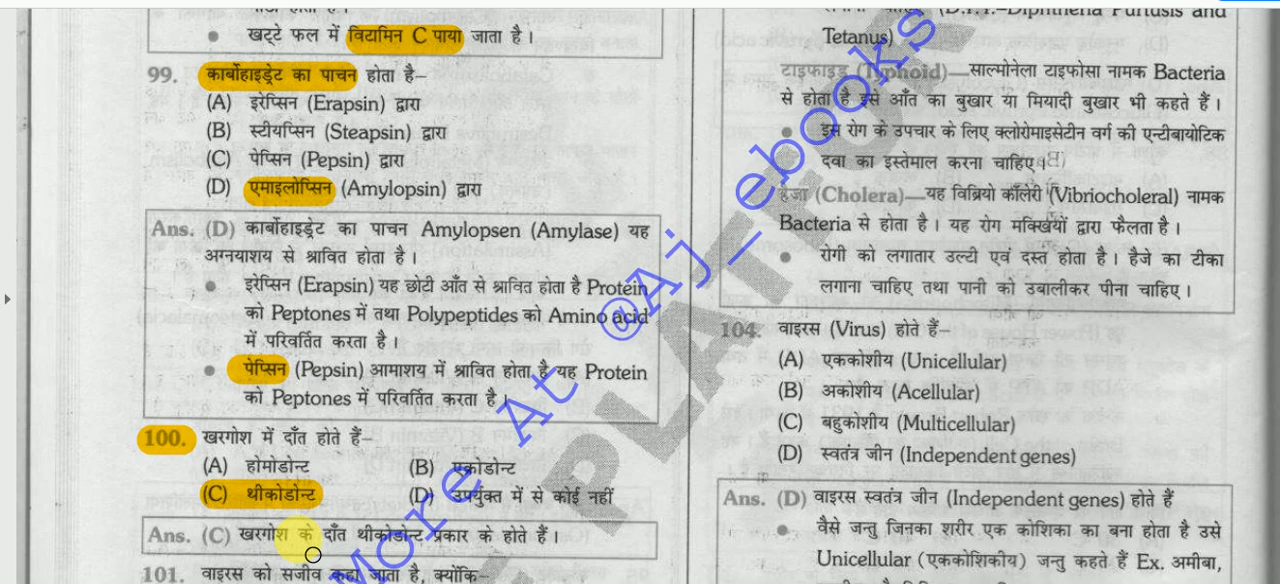 • खट्टे फल में विटामिन C पाया जाता है।
99. कार्बोहाइड्रेट का पाचन होता है–
(A) इरेप्सिन (Erapsin) द्वारा
(B) स्टीयप्सिन (Steapsin) द्वारा
(C) पेप्सिन (Pepsin) द्वारा
(D) एमाइलोप्सिन (Amylopsin) द्वारा
Ans. (D) कार्बोहाइड्रेट का पाचन Amylopsen (Amylase) यह
अग्नयाशय से श्रावित होता है।
• इरेप्सिन (Erapsin) यह छोटी आँत से श्रावित होता है Protein
को Peptones में तथा Polypeptides को Amino acid
में परिवर्तित करता है।
• पेप्सिन (Pepsin) आमाशय में श्रावित होता है यह Protein
को Peptones में परिवर्तित करता है।
100. खरगोश में दाँत होते हैं–
(A) होमोडोन्ट (B) एक्रोडोन्ट
(C) थीकोडोन्ट (D) उपर्युक्त में से कोई नहीं
Ans. (C) खरगोश के दाँत थीकोडोन्ट प्रकार के होते हैं।
101. वाइरस को सजीव कहा जाता है, क्योंकि–
(D.P.T.–Diphtheria Purtusis and
Tetanus)
टाइफाइड (Typhoid)—साल्मोनेला टाइफोसा नामक Bacteria
से होता है इसे आँत का बुखार या मियादी बुखार भी कहते हैं।
• इस रोग के उपचार के लिए क्लोरोमाइसेटीन वर्ग की एन्टीबायोटिक
दवा का इस्तेमाल करना चाहिए।
हैजा (Cholera)—यह विब्रियो कॉलेरी (Vibriocholeral) नामक
Bacteria से होता है। यह रोग मक्खियों द्वारा फैलता है।
• रोगी को लगातार उल्टी एवं दस्त होता है। हैजे का टीका
लगाना चाहिए तथा पानी को उबालीकर पीना चाहिए।
104. वाइरस (Virus) होते हैं–
(A) एककोशीय (Unicellular)
(B) अकोशीय (Acellular)
(C) बहुकोशीय (Multicellular)
(D) स्वतंत्र जीन (Independent genes)
Ans. (D) वाइरस स्वतंत्र जीन (Independent genes) होते हैं
• वैसे जन्तु जिनका शरीर एक कोशिका का बना होता है उसे
Unicellular (एककोशिकीय) जन्तु कहते हैं Ex. अमीबा,
More At @Aj_ebooks
PLATFOR